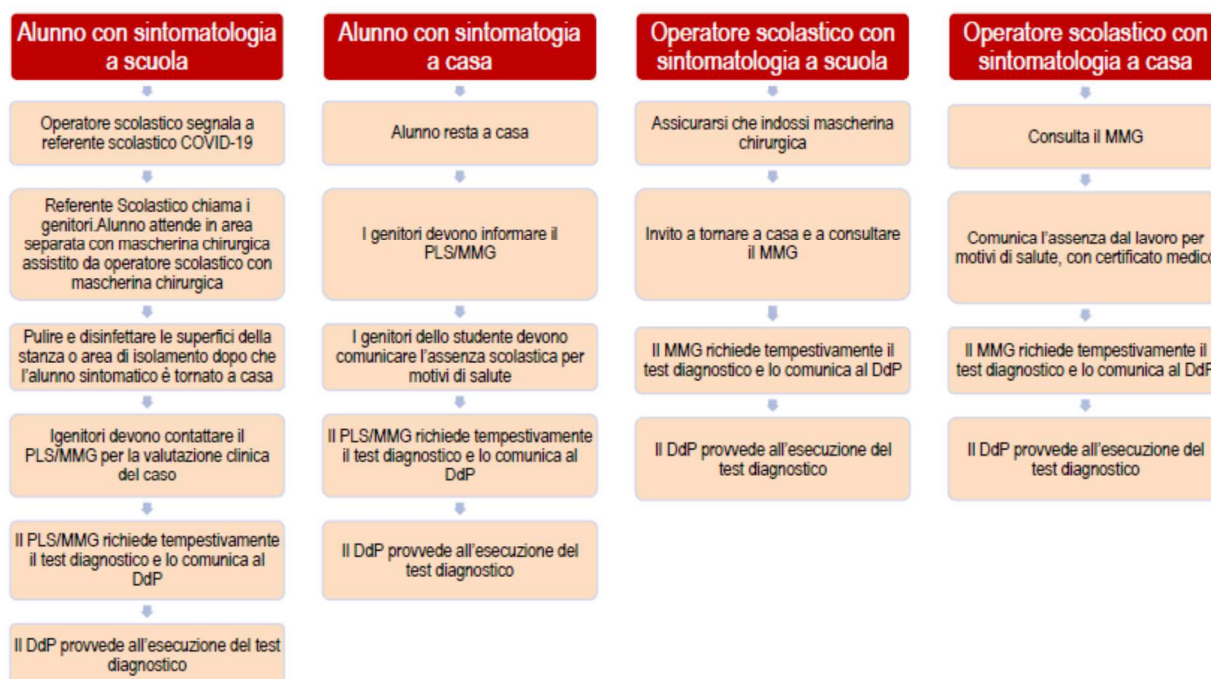 Alunno con sintomatologia
a scuola
Operatore scolastico segnala a
referente scolastico COVID-19
Referente Scolastico chiama i
genitori.Alunno attende in area
separata con mascherina chirurgica
assistito da operatore scolastico con
mascherina chirurgica
Pulire e disinfettare le superfici della
stanza o area di isolamento dopo che
l'alunno sintomatico è tornato a casa
Igenitori devono contattare il
PLS/MMG per la valutazione clinica
del caso
Il PLS/MMG richiede tempestivamente
il test diagnostico e lo comunica al
DdP
Il DdP provvede all'esecuzione del test
diagnostico
Alunno con sintomatogia
a casa
Alunno resta a casa
I genitori devono informare il
PLS/MMG
I genitori dello studente devono
comunicare l'assenza scolastica per
motivi di salute
Il PLS/MMG richiede tempestivamente
il test diagnostico e lo comunica al
DdP
Il DdP provvede all'esecuzione del
test diagnostico
Operatore scolastico con
sintomatologia a scuola
Assicurarsi che indossi mascherina
chirurgica
Invito a tornare a casa e a consultare
il MMG
Il MMG richiede tempestivamente il
test diagnostico e lo comunica al DdP
Il DdP provvede all'esecuzione del
test diagnostico
Operatore scolastico con
sintomatologia a casa
Consulta il MMG
Comunica l'assenza dal lavoro per
motivi di salute, con certificato medico
Il MMG richiede tempestivamente il
test diagnostico e lo comunica al DdP
Il DdP provvede all'esecuzione del
test diagnostico